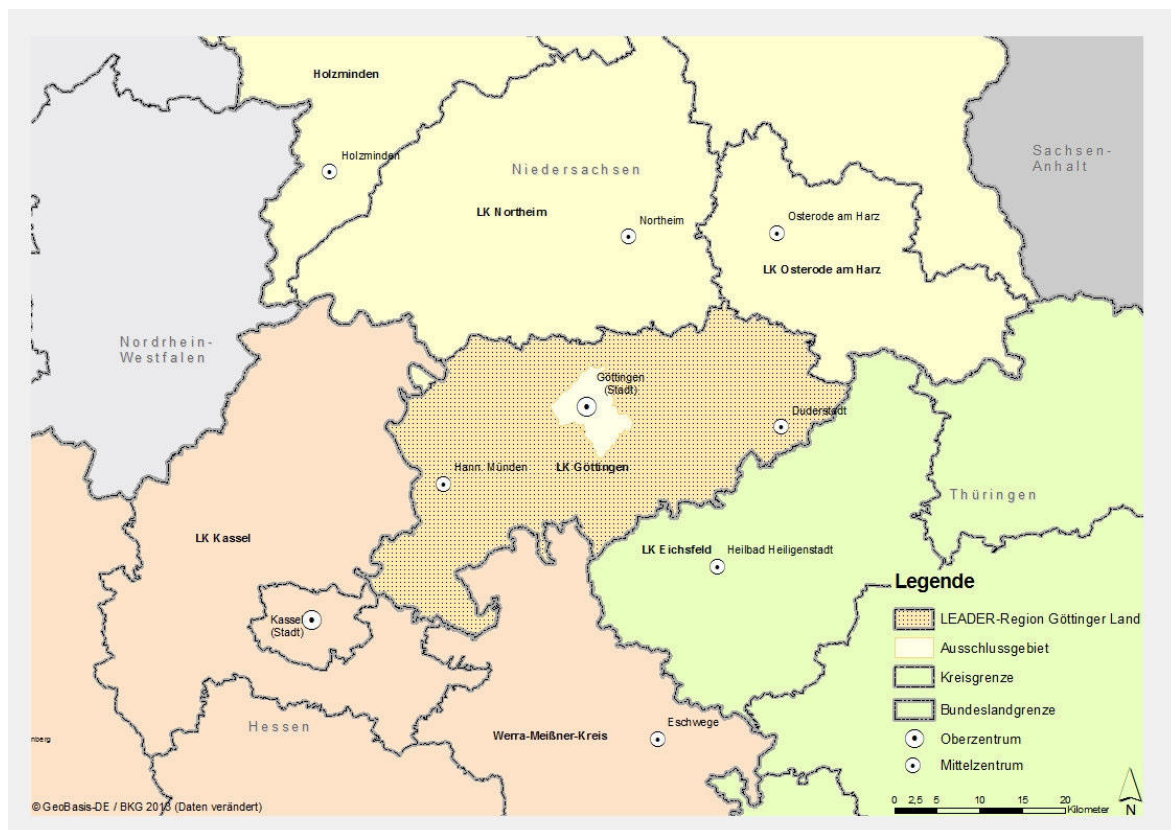 Holzminden
Holzminden
Niedersachsen
Sachsen-
Anhalt
LK Northeim
Northeim
Osterode am Harz
LK Osterode am Harz
Nordrhein-
Westfalen
Göttingen
(Stadt)
Duderstadt
Hann. Münden
LK Göttingen
Thüringen
LK Kassel
LK Eichsfeld
Heilbad Heiligenstadt
Kassel
(Stadt)
Hessen
Werra-Meißner-Kreis
Eschwege
Legende
LEADER-Region Göttinger Land
Ausschlussgebiet
Kreisgrenze
Bundeslandgrenze
Oberzentrum
Mittelzentrum
nberg
© GeoBasis-DE / BKG 2013 (Daten verändert)
0 2,5 5 10 15 20
Kilometer
N